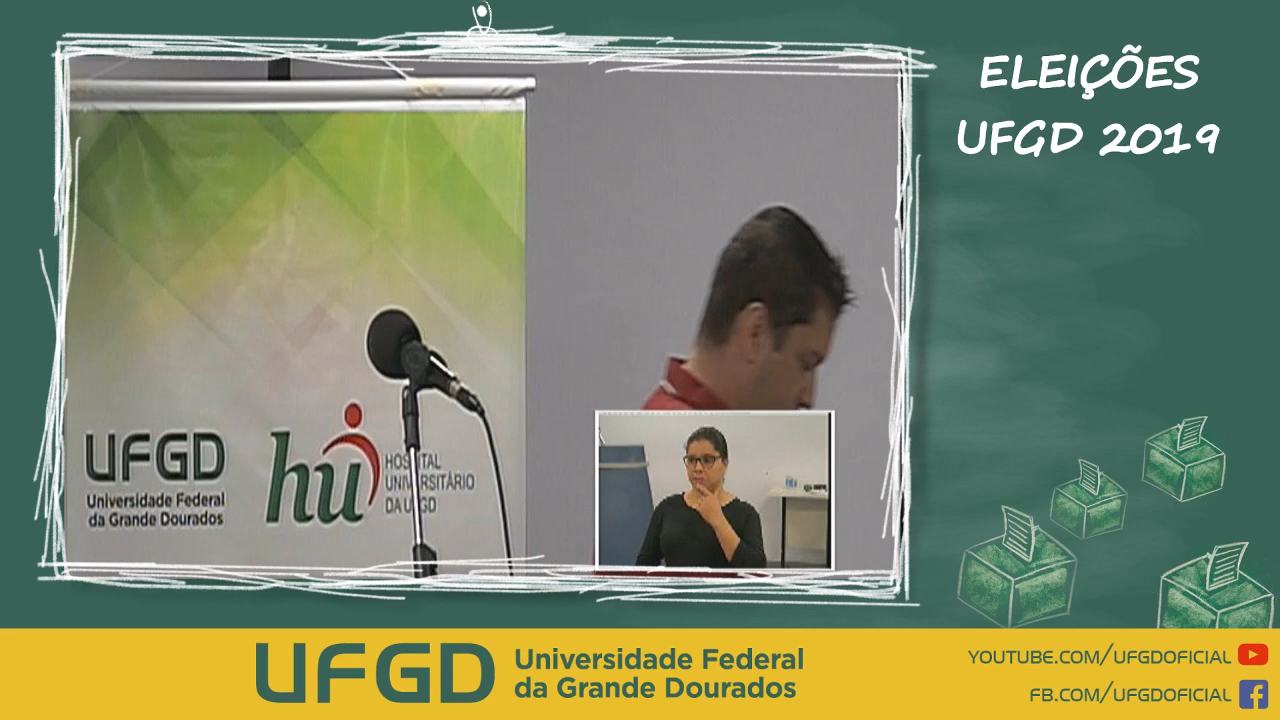 ELEIÇÕES
UFGD 2019
UFGD
Universidade Federal
da Grande Dourados
hu
HOSPITAL
UNIVERSITÁRIO
DA UFGD
UFGD
Universidade Federal
da Grande Dourados
YOUTUBE.COM/UFGDOFICIAL
FB.COM/UFGDOFICIAL